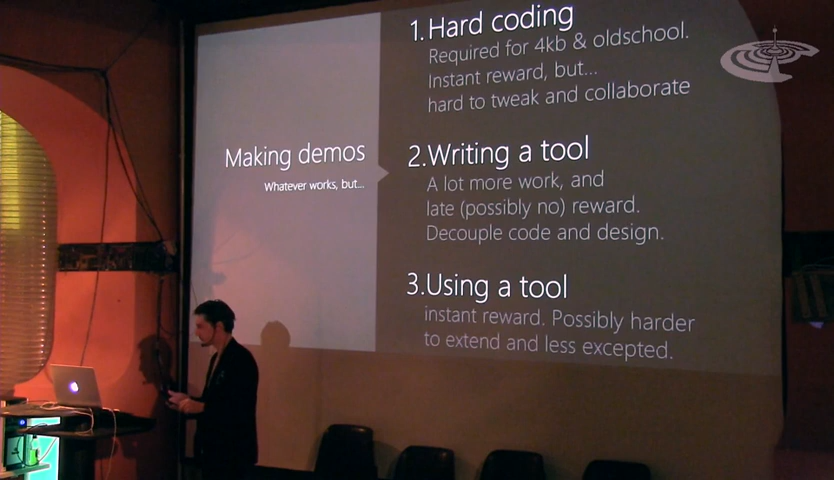 Making demos
Whatever works, but...
1.Hard coding
Required for 4kb & oldschool.
Instant reward, but...
hard to tweak and collaborate
2.Writing a tool
A lot more work, and
late (possibly no) reward.
Decouple code and design.
3.Using a tool
instant reward. Possibly harder
to extend and less excepted.